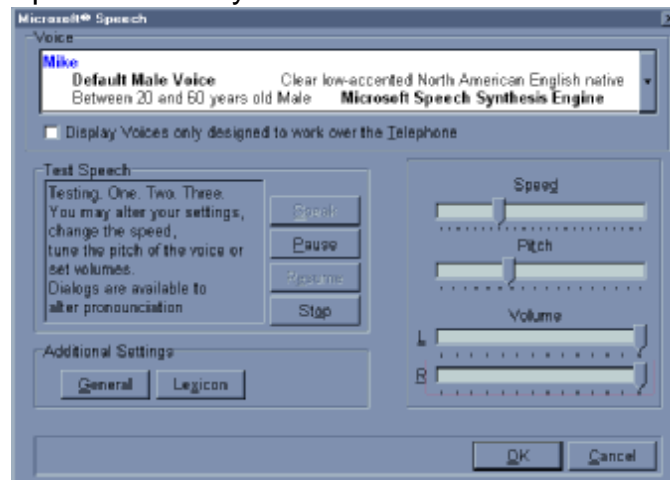 Microsoft® Speech
Voice
Mike
Default Male Voice Clear low-accented North American English native
Between 20 and 60 years old Male Microsoft Speech Synthesis Engine
Display Voices only designed to work over the Telephone
Test Speech
Testing. One. Two. Three.
You may alter your settings,
change the speed,
tune the pitch of the voice or
set volumes.
Dialogs are available to
alter pronounciation
Speak
Pause
Resume
Stop
Speed
Pitch
Volume
L
R
Additional Settings
General Lexicon
OK Cancel